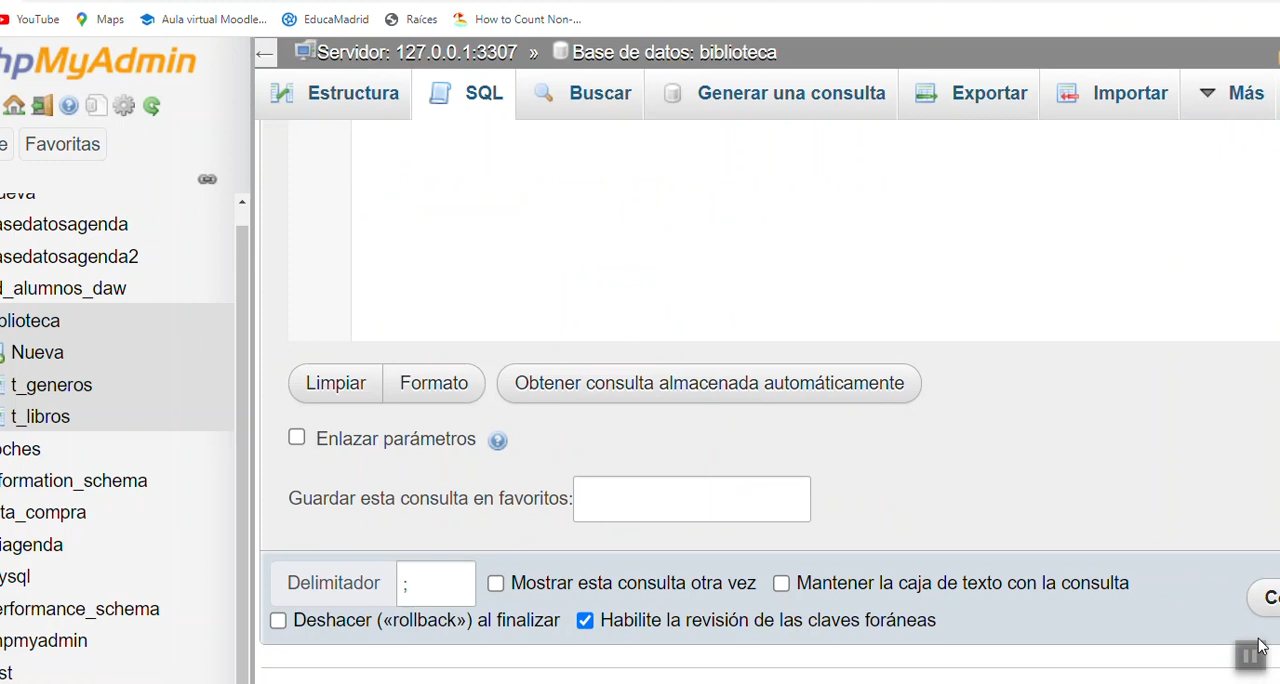 YouTube Maps Aula virtual Moodle... EducaMadrid Raíces How to Count Non-...
hpMyAdmin
Servidor: 127.0.0.1:3307 » Base de datos: biblioteca
Estructura SQL Buscar Generar una consulta Exportar Importar Más
e Favoritas
ueva
asedatosagenda
asedatosagenda2
d_alumnos_daw
blioteca
Nueva
t_generos
t_libros
oches
formation_schema
ta_compra
iagenda
ysql
erformance_schema
hpmyadmin
st
Limpiar Formato Obtener consulta almacenada automáticamente
Enlazar parámetros
Guardar esta consulta en favoritos:
Delimitador ; Mostrar esta consulta otra vez Mantener la caja de texto con la consulta
Deshacer («rollback») al finalizar Habilite la revisión de las claves foráneas